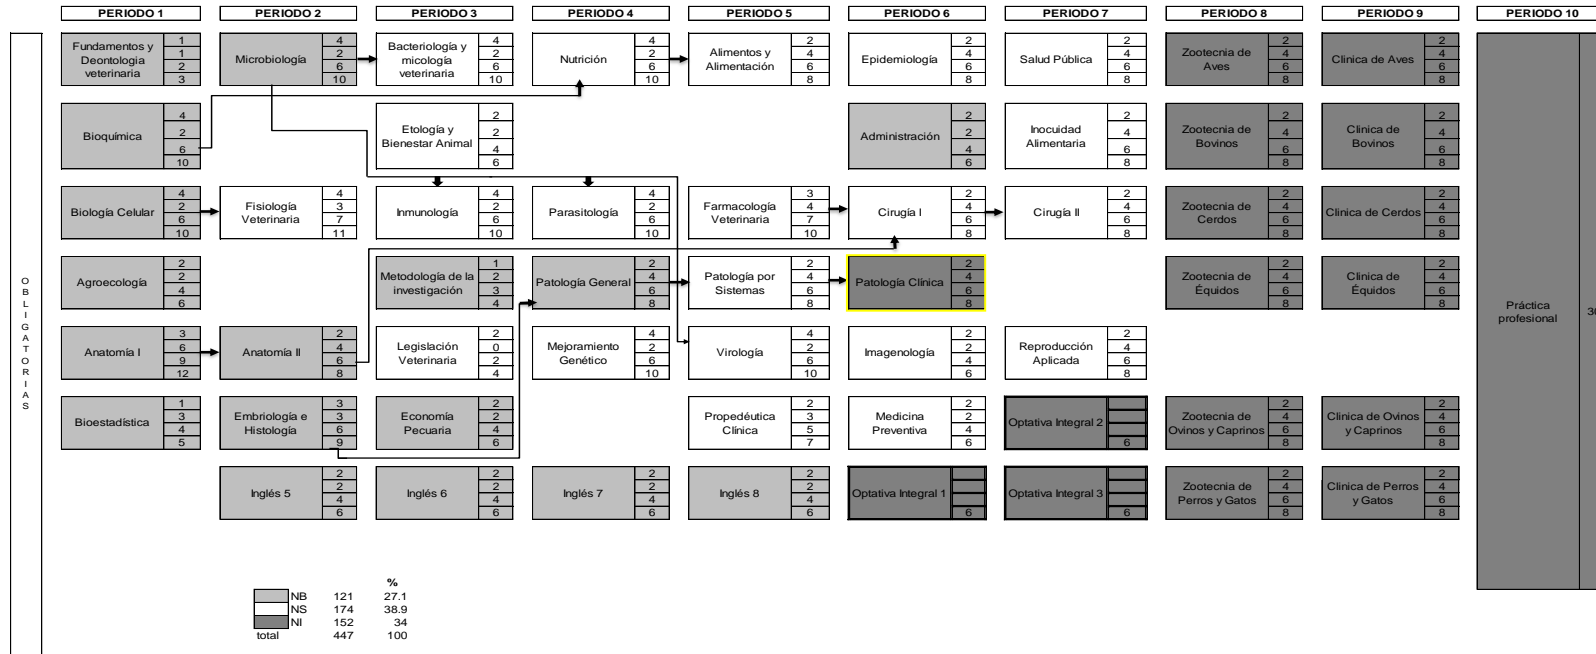 PERIODO 1 PERIODO 2 PERIODO 3 PERIODO 4 PERIODO 5 PERIODO 6 PERIODO 7 PERIODO 8 PERIODO 9 PERIODO 10
OBLIGATORIAS
Fundamentos y
Deontologia
veterinaria
1
1
2
3
Microbiología
4
2
6
10
Bacteriología y
micología
veterinaria
4
2
6
10
Nutrición
4
2
6
10
Alimentos y
Alimentación
2
4
6
8
Epidemiología
2
4
6
8
Salud Pública
2
4
6
8
Zootecnia de
Aves
2
4
6
8
Clinica de Aves
2
4
6
8
Bioquímica
4
2
6
10
Etología y
Bienestar Animal
2
2
4
6
Administración
2
2
4
6
Inocuidad
Alimentaria
2
4
6
8
Zootecnia de
Bovinos
2
4
6
8
Clinica de
Bovinos
2
4
6
8
Biología Celular
4
2
6
10
Fisiología
Veterinaria
4
3
7
11
Inmunología
4
2
6
10
Parasitología
4
2
6
10
Farmacología
Veterinaria
3
4
7
10
Cirugía I
2
4
6
8
Cirugía II
2
4
6
8
Zootecnia de
Cerdos
2
4
6
8
Clinica de Cerdos
2
4
6
8
Agroecología
2
2
4
6
Metodología de la
investigación
1
2
3
4
Patología General
2
4
6
8
Patología por
Sistemas
2
4
6
8
Patología Clínica
2
4
6
8
Zootecnia de
Équidos
2
4
6
8
Clinica de
Équidos
2
4
6
8
Práctica
profesional
Anatomía I
3
6
9
12
Anatomía II
2
4
6
8
Legislación
Veterinaria
2
0
2
4
Mejoramiento
Genético
4
2
6
10
Virología
4
2
6
10
Imagenología
2
2
4
6
Reproducción
Aplicada
2
4
6
8
Bioestadística
1
3
4
5
Embriología e
Histología
3
3
6
9
Economía
Pecuaria
2
2
4
6
Propedéutica
Clínica
2
3
5
7
Medicina
Preventiva
2
2
4
6
Optativa Integral 2
6
Zootecnia de
Ovinos y Caprinos
2
4
6
8
Clinica de Ovinos
y Caprinos
2
4
6
8
Inglés 5
2
2
4
6
Inglés 6
2
2
4
6
Inglés 7
2
2
4
6
Inglés 8
2
2
4
6
Optativa Integral 1
6
Optativa Integral 3
6
Zootecnia de
Perros y Gatos
2
4
6
8
Clinica de Perros
y Gatos
2
4
6
8
%
NB 121 27.1
NS 174 38.9
NI 152 34
total 447 100